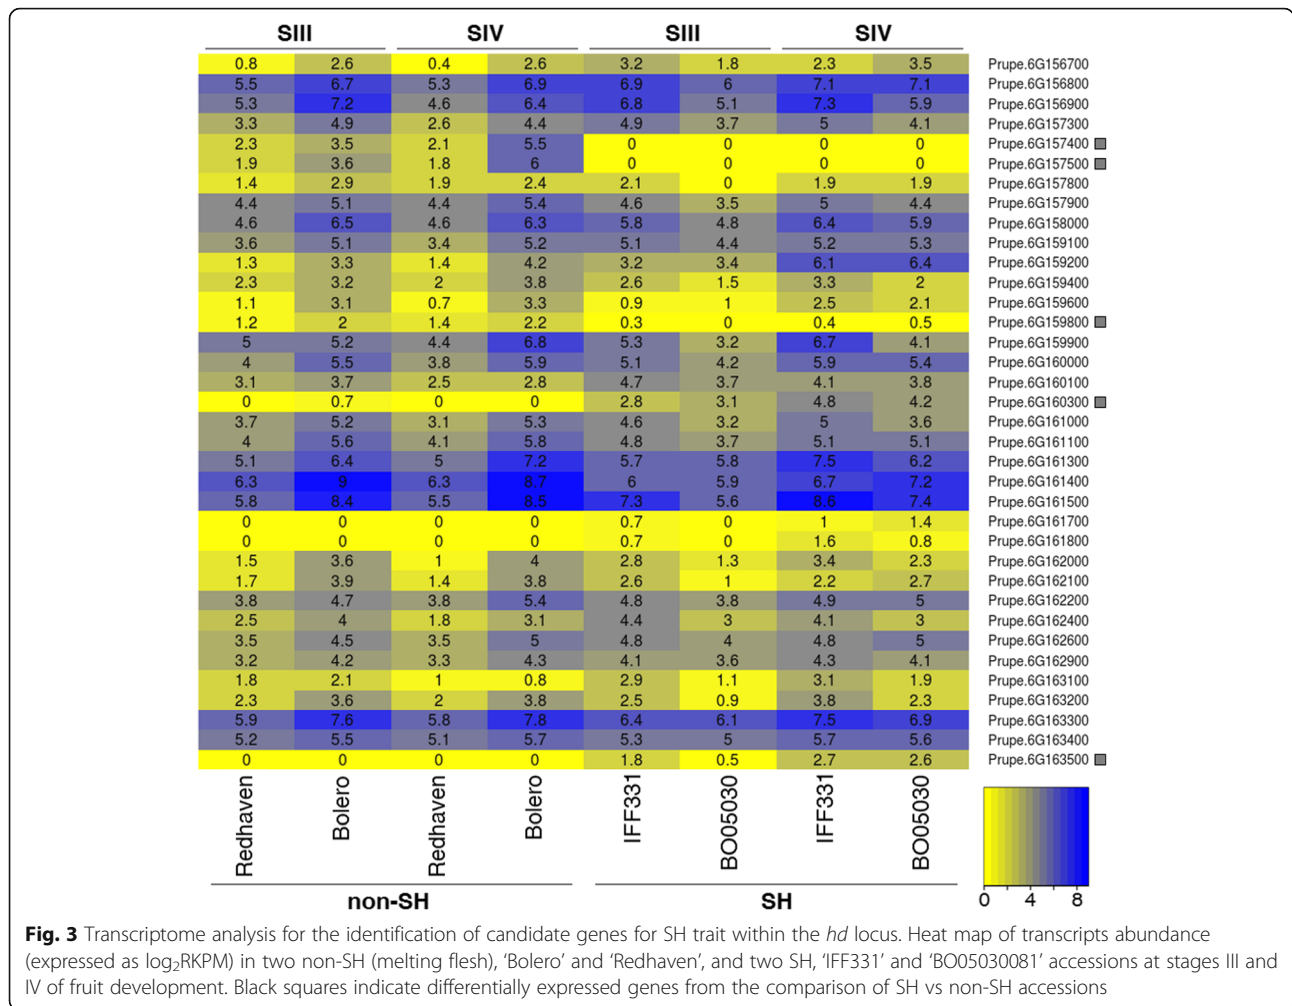 SIII SIV SIII SIV
0.8 2.6 0.4 2.6 3.2 1.8 2.3 3.5 Prupe.6G156700
5.5 6.7 5.3 6.9 6.9 6 7.1 7.1 Prupe.6G156800
5.3 7.2 4.6 6.4 6.8 5.1 7.3 5.9 Prupe.6G156900
3.3 4.9 2.6 4.4 4.9 3.7 5 4.1 Prupe.6G157300
2.3 3.5 2.1 5.5 0 0 0 0 Prupe.6G157400
1.9 3.6 1.8 6 0 0 0 0 Prupe.6G157500
1.4 2.9 1.9 2.4 2.1 0 1.9 1.9 Prupe.6G157800
4.4 5.1 4.4 5.4 4.6 3.5 5 4.4 Prupe.6G157900
4.6 6.5 4.6 6.3 5.8 4.8 6.4 5.9 Prupe.6G158000
3.6 5.1 3.4 5.2 5.1 4.4 5.2 5.3 Prupe.6G159100
1.3 3.3 1.4 4.2 3.2 3.4 6.1 6.4 Prupe.6G159200
2.3 3.2 2 3.8 2.6 1.5 3.3 2 Prupe.6G159400
1.1 3.1 0.7 3.3 0.9 1 2.5 2.1 Prupe.6G159600
1.2 2 1.4 2.2 0.3 0 0.4 0.5 Prupe.6G159800
5 5.2 4.4 6.8 5.3 3.2 6.7 4.1 Prupe.6G159900
4 5.5 3.8 5.9 5.1 4.2 5.9 5.4 Prupe.6G160000
3.1 3.7 2.5 2.8 4.7 3.7 4.1 3.8 Prupe.6G160100
0 0.7 0 0 2.8 3.1 4.8 4.2 Prupe.6G160300
3.7 5.2 3.1 5.3 4.6 3.2 5 3.6 Prupe.6G161000
4 5.6 4.1 5.8 4.8 3.7 5.1 5.1 Prupe.6G161100
5.1 6.4 5 7.2 5.7 5.8 7.5 6.2 Prupe.6G161300
6.3 9 6.3 8.7 6 5.9 6.7 7.2 Prupe.6G161400
5.8 8.4 5.5 8.5 7.3 5.6 8.6 7.4 Prupe.6G161500
0 0 0 0 0.7 0 1 1.4 Prupe.6G161700
0 0 0 0 0.7 0 1.6 0.8 Prupe.6G161800
1.5 3.6 1 4 2.8 1.3 3.4 2.3 Prupe.6G162000
1.7 3.9 1.4 3.8 2.6 1 2.2 2.7 Prupe.6G162100
3.8 4.7 3.8 5.4 4.8 3.8 4.9 5 Prupe.6G162200
2.5 4 1.8 3.1 4.4 3 4.1 3 Prupe.6G162400
3.5 4.5 3.5 5 4.8 4 4.8 5 Prupe.6G162600
3.2 4.2 3.3 4.3 4.1 3.6 4.3 4.1 Prupe.6G162900
1.8 2.1 1 0.8 2.9 1.1 3.1 1.9 Prupe.6G163100
2.3 3.6 2 3.8 2.5 0.9 3.8 2.3 Prupe.6G163200
5.9 7.6 5.8 7.8 6.4 6.1 7.5 6.9 Prupe.6G163300
5.2 5.5 5.1 5.7 5.3 5 5.7 5.6 Prupe.6G163400
0 0 0 0 1.8 0.5 2.7 2.6 Prupe.6G163500
Redhaven Bolero Redhaven Bolero IFF331 BO05030 IFF331 BO05030
0 4 8
non-SH SH
Fig. 3 Transcriptome analysis for the identification of candidate genes for SH trait within the hd locus. Heat map of transcripts abundance
(expressed as log₂RKPM) in two non-SH (melting flesh), ‘Bolero’ and ‘Redhaven’, and two SH, ‘IFF331’ and ‘BO05030081’ accessions at stages III and
IV of fruit development. Black squares indicate differentially expressed genes from the comparison of SH vs non-SH accessions